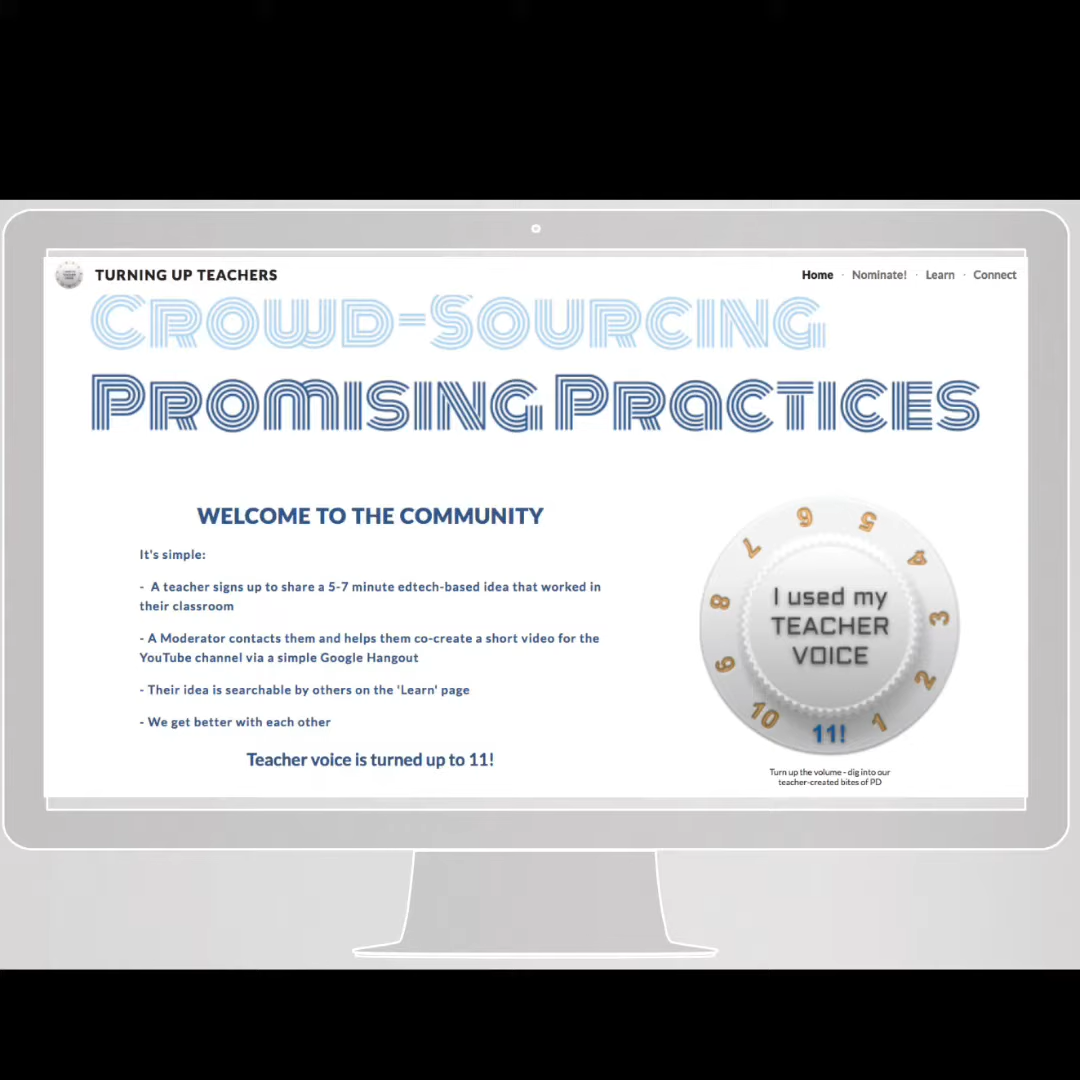 TURNING UP TEACHERS
Home · Nominate! · Learn · Connect
CROWD-SOURCING
PROMISING PRACTICES
WELCOME TO THE COMMUNITY
It's simple:
- A teacher signs up to share a 5-7 minute edtech-based idea that worked in
their classroom
- A Moderator contacts them and helps them co-create a short video for the
YouTube channel via a simple Google Hangout
- Their idea is searchable by others on the 'Learn' page
- We get better with each other
Teacher voice is turned up to 11!
6
5
7
4
8
3
9
2
10
1
11!
I used my
TEACHER
VOICE
Turn up the volume - dig into our
teacher-created bites of PD